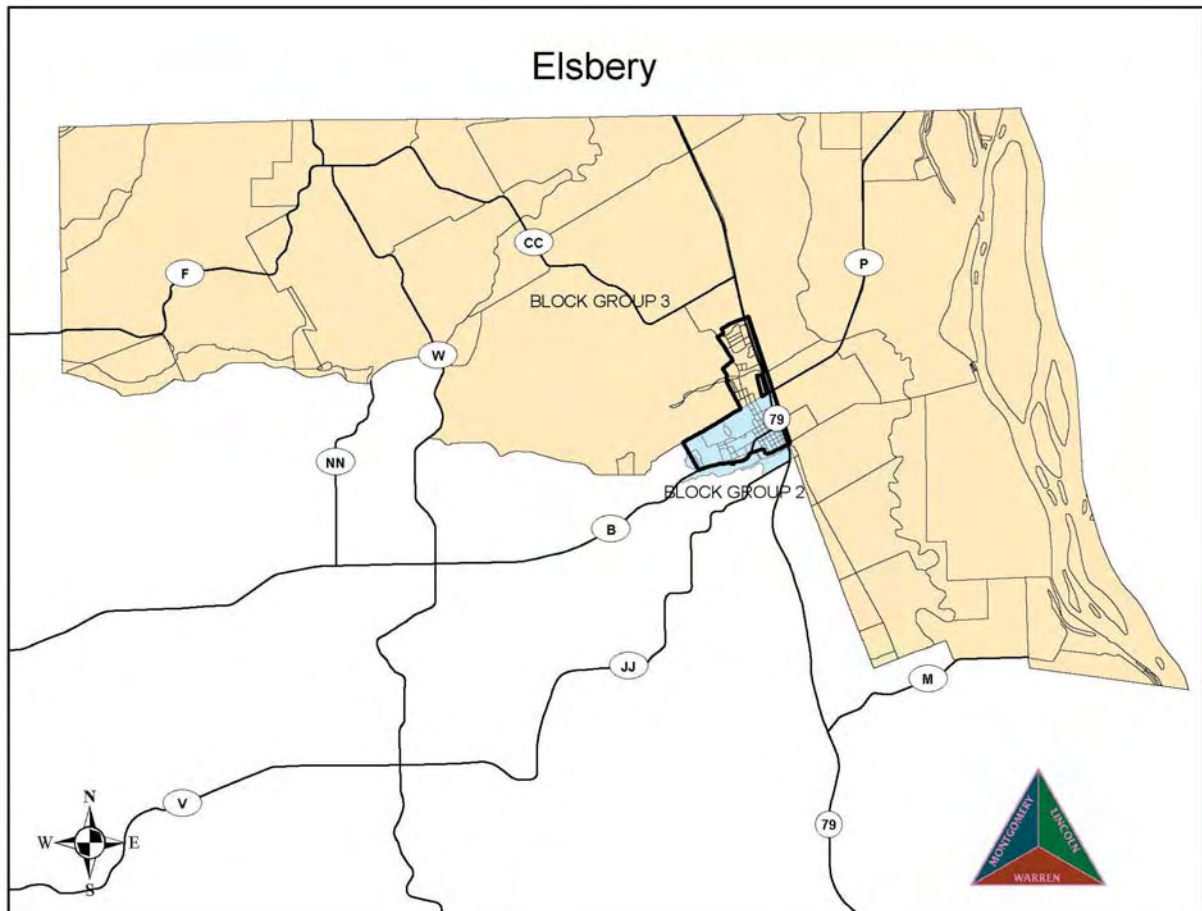 Elsbery
CC
P
F
BLOCK GROUP 3
W
79
NN
BLOCK GROUP 2
B
JJ
M
V
79
N
W E
S
MONTGOMERY
LINCOLN
WARREN